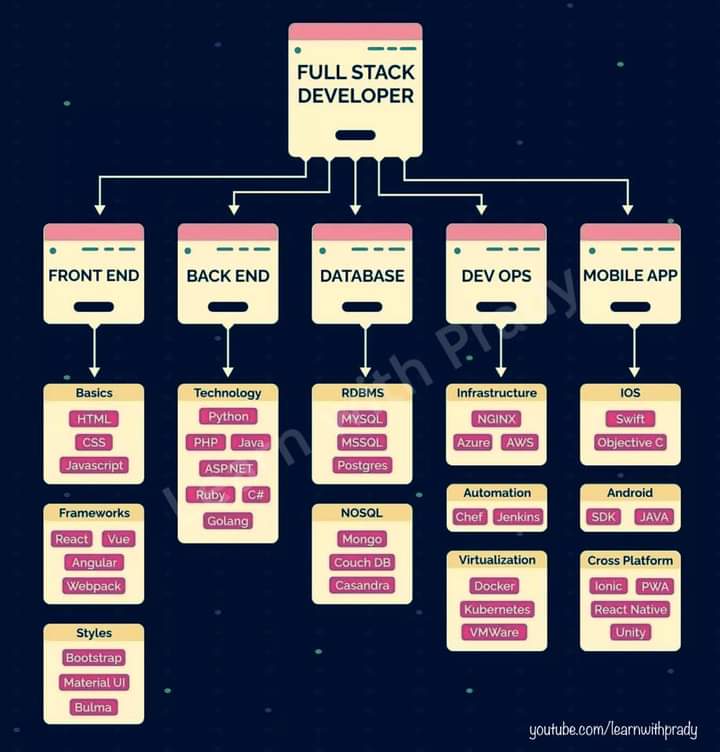 FULL STACK
DEVELOPER
FRONT END
BACK END
DATABASE
DEV OPS
MOBILE APP
Basics
HTML
CSS
Javascript
Frameworks
React Vue
Angular
Webpack
Styles
Bootstrap
Material UI
Bulma
Technology
Python
PHP Java
ASP.NET
Ruby C#
Golang
RDBMS
MYSQL
MSSQL
Postgres
NOSQL
Mongo
Couch DB
Casandra
Infrastructure
NGINX
Azure AWS
Automation
Chef Jenkins
Virtualization
Docker
Kubernetes
VMWare
IOS
Swift
Objective C
Android
SDK JAVA
Cross Platform
Ionic PWA
React Native
Unity
Learn with Prady
youtube.com/learnwithprady